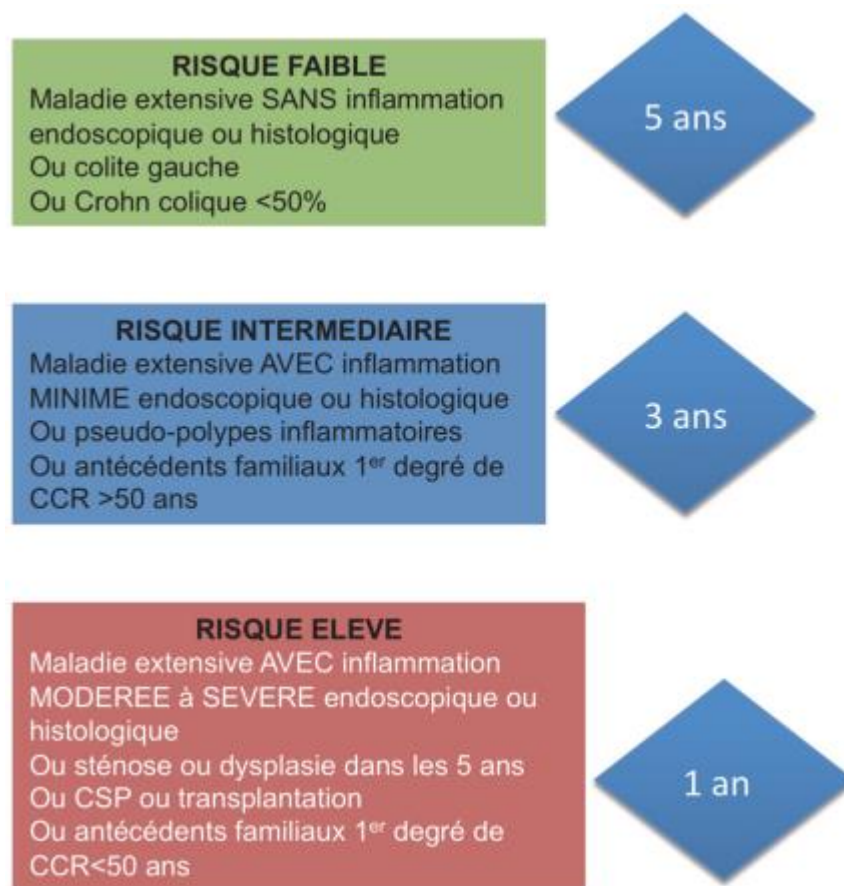 RISQUE FAIBLE
Maladie extensive SANS inflammation
endoscopique ou histologique
Ou colite gauche
Ou Crohn colique <50%
5 ans
RISQUE INTERMEDIAIRE
Maladie extensive AVEC inflammation
MINIME endoscopique ou histologique
Ou pseudo-polypes inflammatoires
Ou antécédents familiaux 1er degré de
CCR >50 ans
3 ans
RISQUE ELEVE
Maladie extensive AVEC inflammation
MODEREE à SEVERE endoscopique ou
histologique
Ou sténose ou dysplasie dans les 5 ans
Ou CSP ou transplantation
Ou antécédents familiaux 1er degré de
CCR<50 ans
1 an